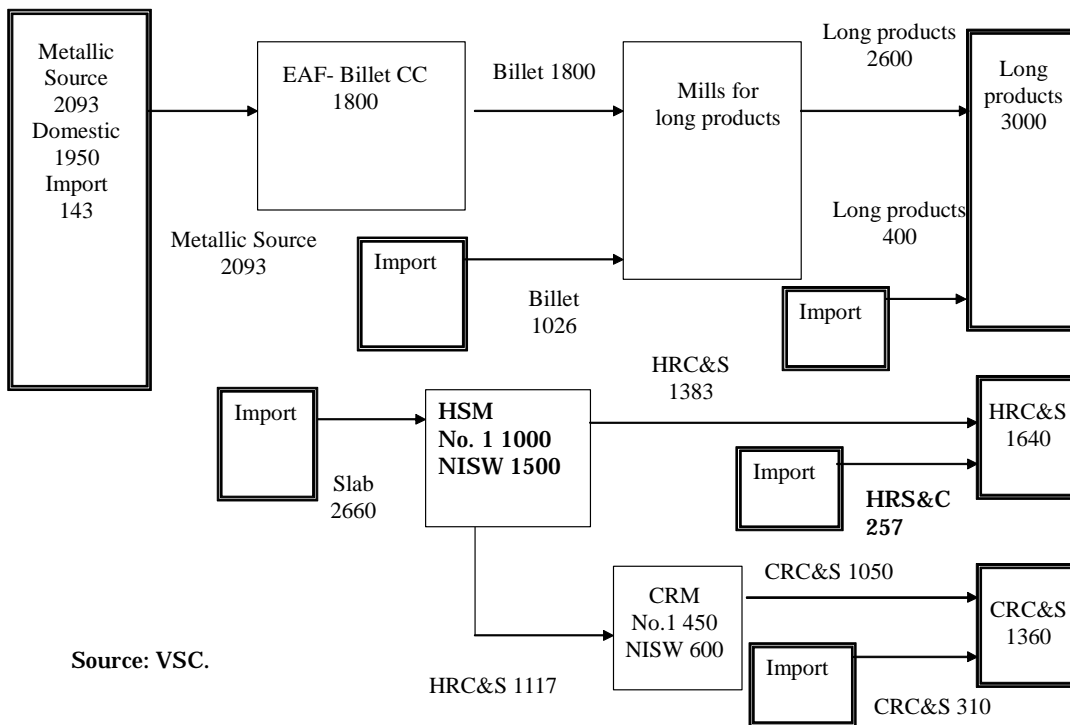 Metallic
Source
2093
Domestic
1950
Import
143
Metallic Source
2093
EAF- Billet CC
1800
Billet 1800
Import
Billet
1026
Mills for
long products
Long products
2600
Long products
400
Import
Long
products
3000
Import
Slab
2660
HSM
No. 1 1000
NISW 1500
HRC&S
1383
Import
HRS&C
257
HRC&S
1640
HRC&S 1117
CRM
No.1 450
NISW 600
CRC&S 1050
Import
CRC&S 310
CRC&S
1360
Source: VSC.